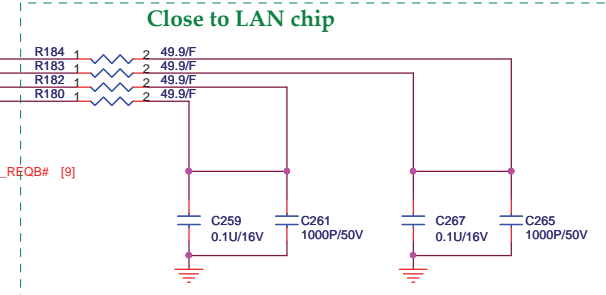 Close to LAN chip
R184 1 2 49.9/F
R183 1 2 49.9/F
R182 1 2 49.9/F
R180 1 2 49.9/F
_REQB# [9]
C259 C261 C267 C265
0.1U/16V 1000P/50V 0.1U/16V 1000P/50V